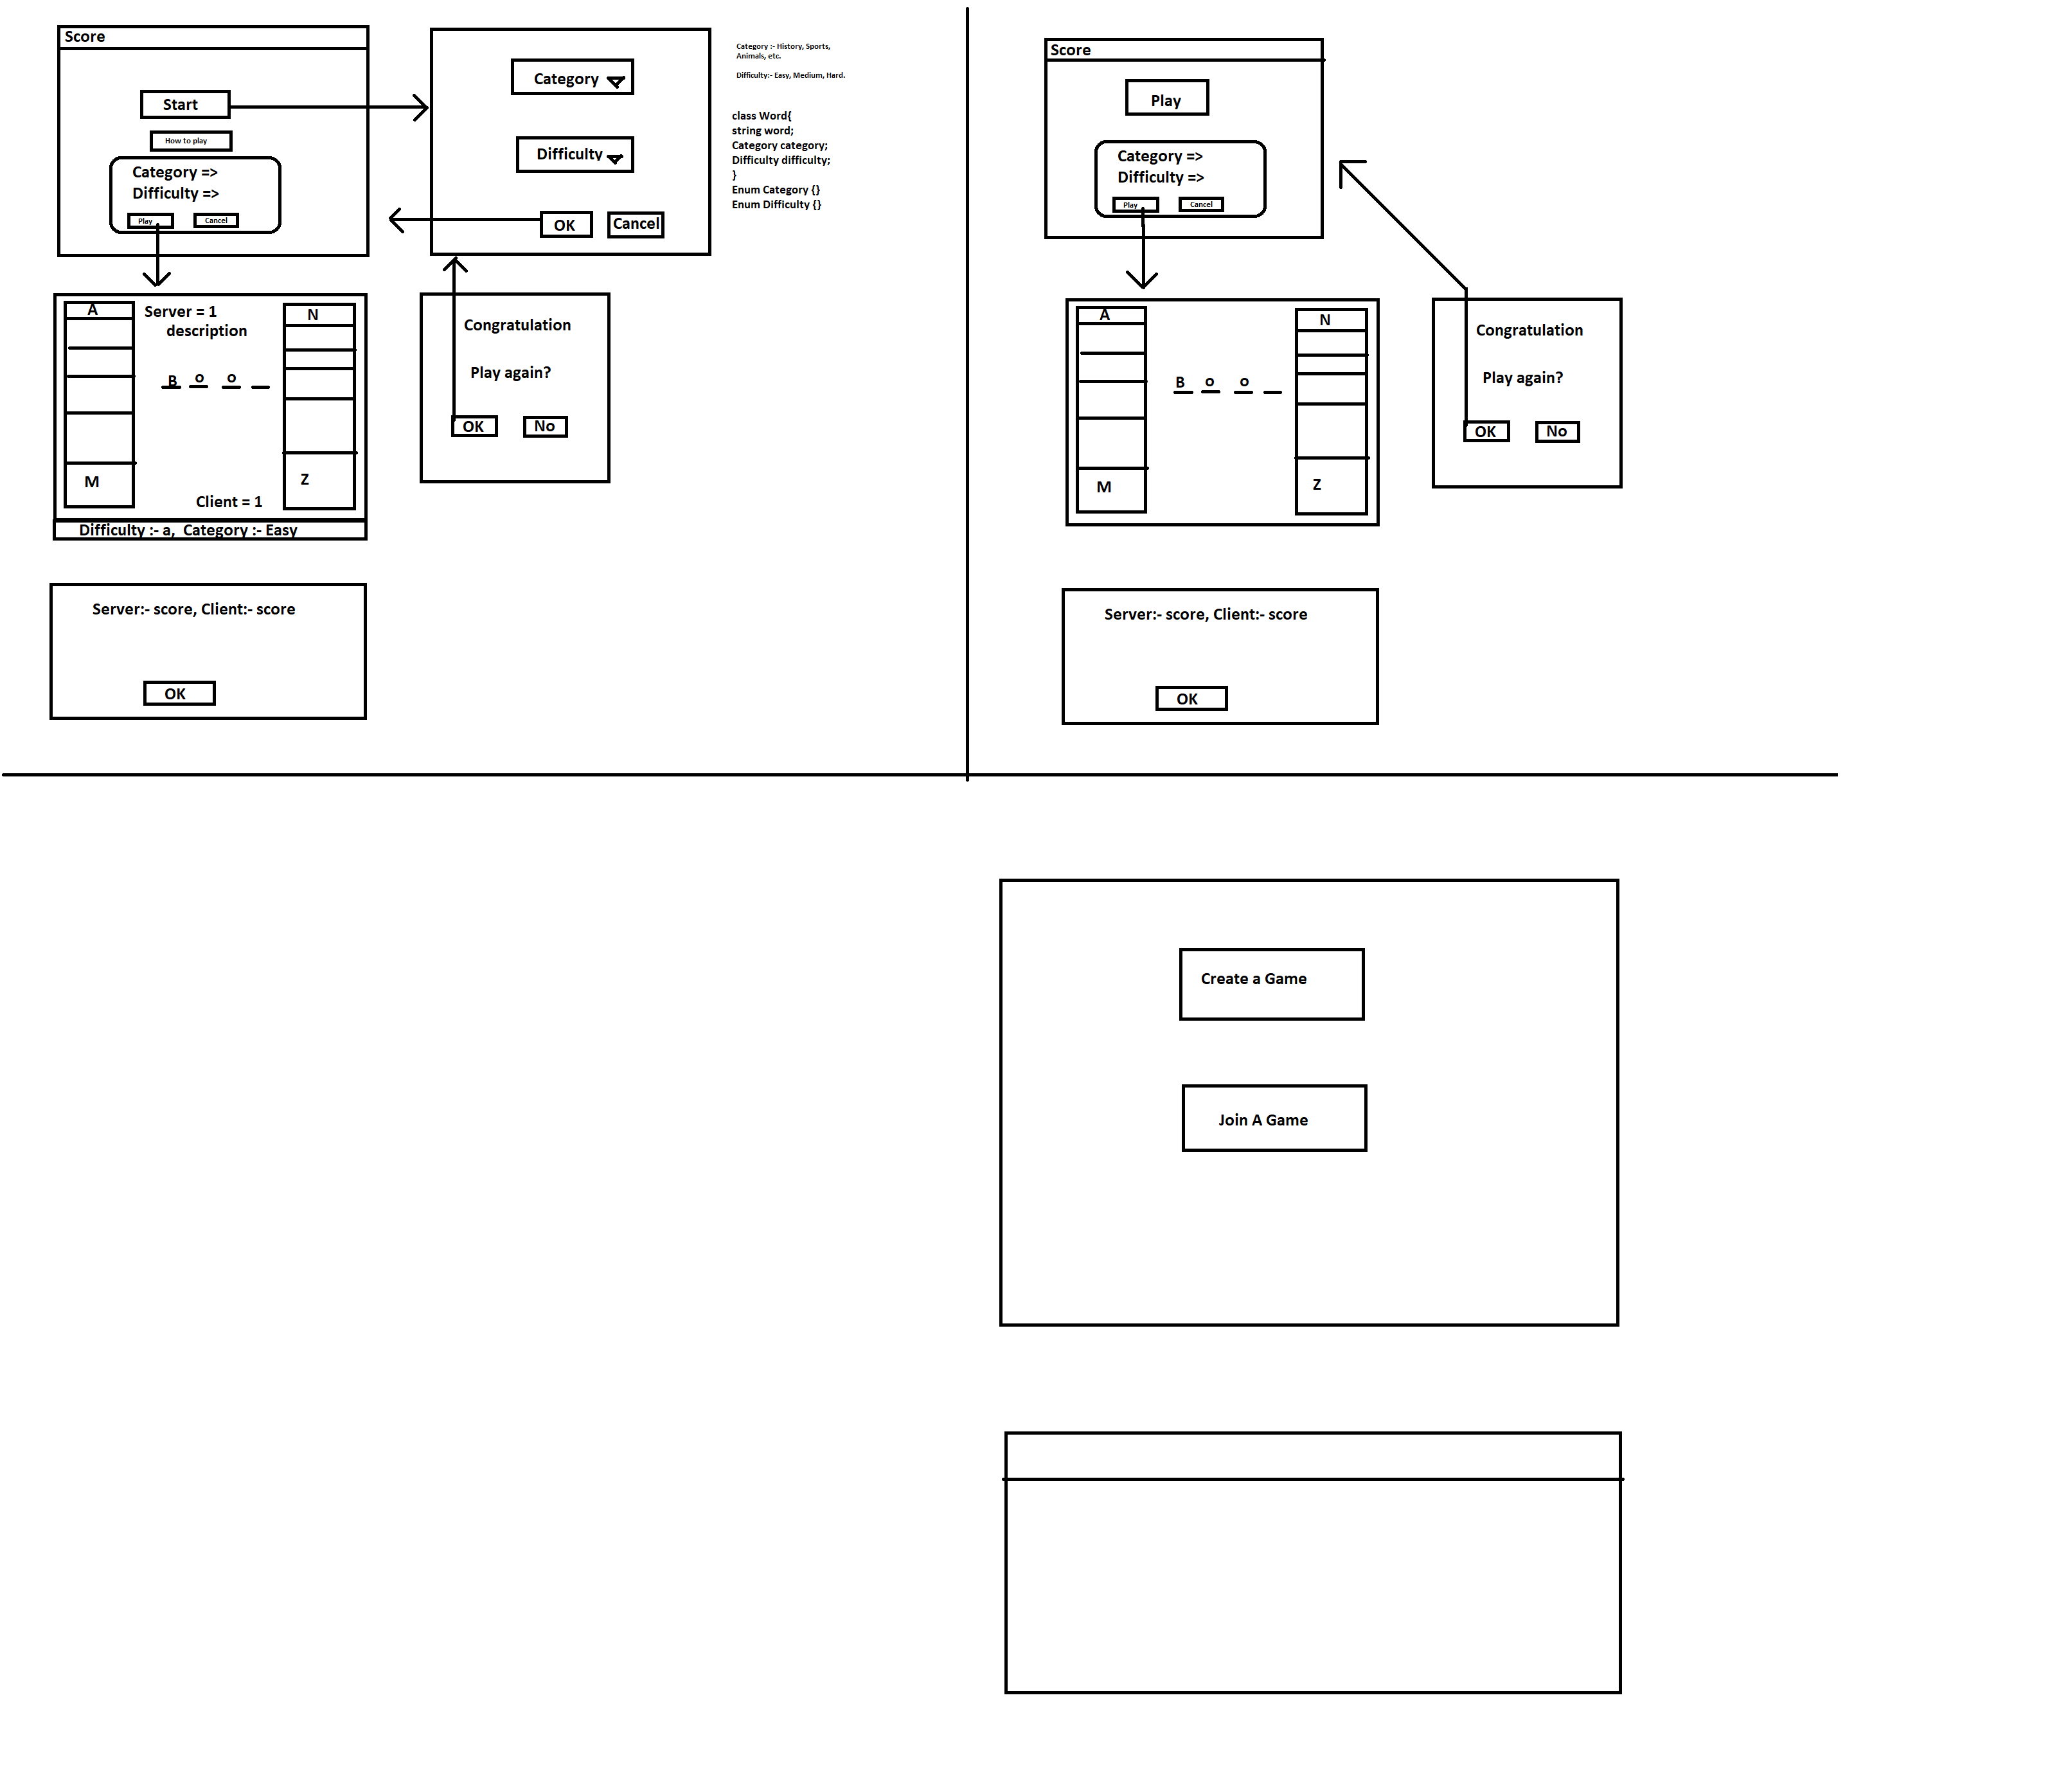 Score
Start
How to play
Category =>
Difficulty =>
Play
Cancel
Category
Difficulty
OK
Cancel
Category :- History, Sports,
Animals, etc.
Difficulty:- Easy, Medium, Hard.
class Word{
string word;
Category category;
Difficulty difficulty;
}
Enum Category {}
Enum Difficulty {}
A
Server = 1
description
N
B o o
M
Z
Client = 1
Difficulty :- a, Category :- Easy
Congratulation
Play again?
OK
No
Server:- score, Client:- score
OK
Score
Play
Category =>
Difficulty =>
Play
Cancel
A
N
B o o
M
Z
Congratulation
Play again?
OK
No
Server:- score, Client:- score
OK
Create a Game
Join A Game